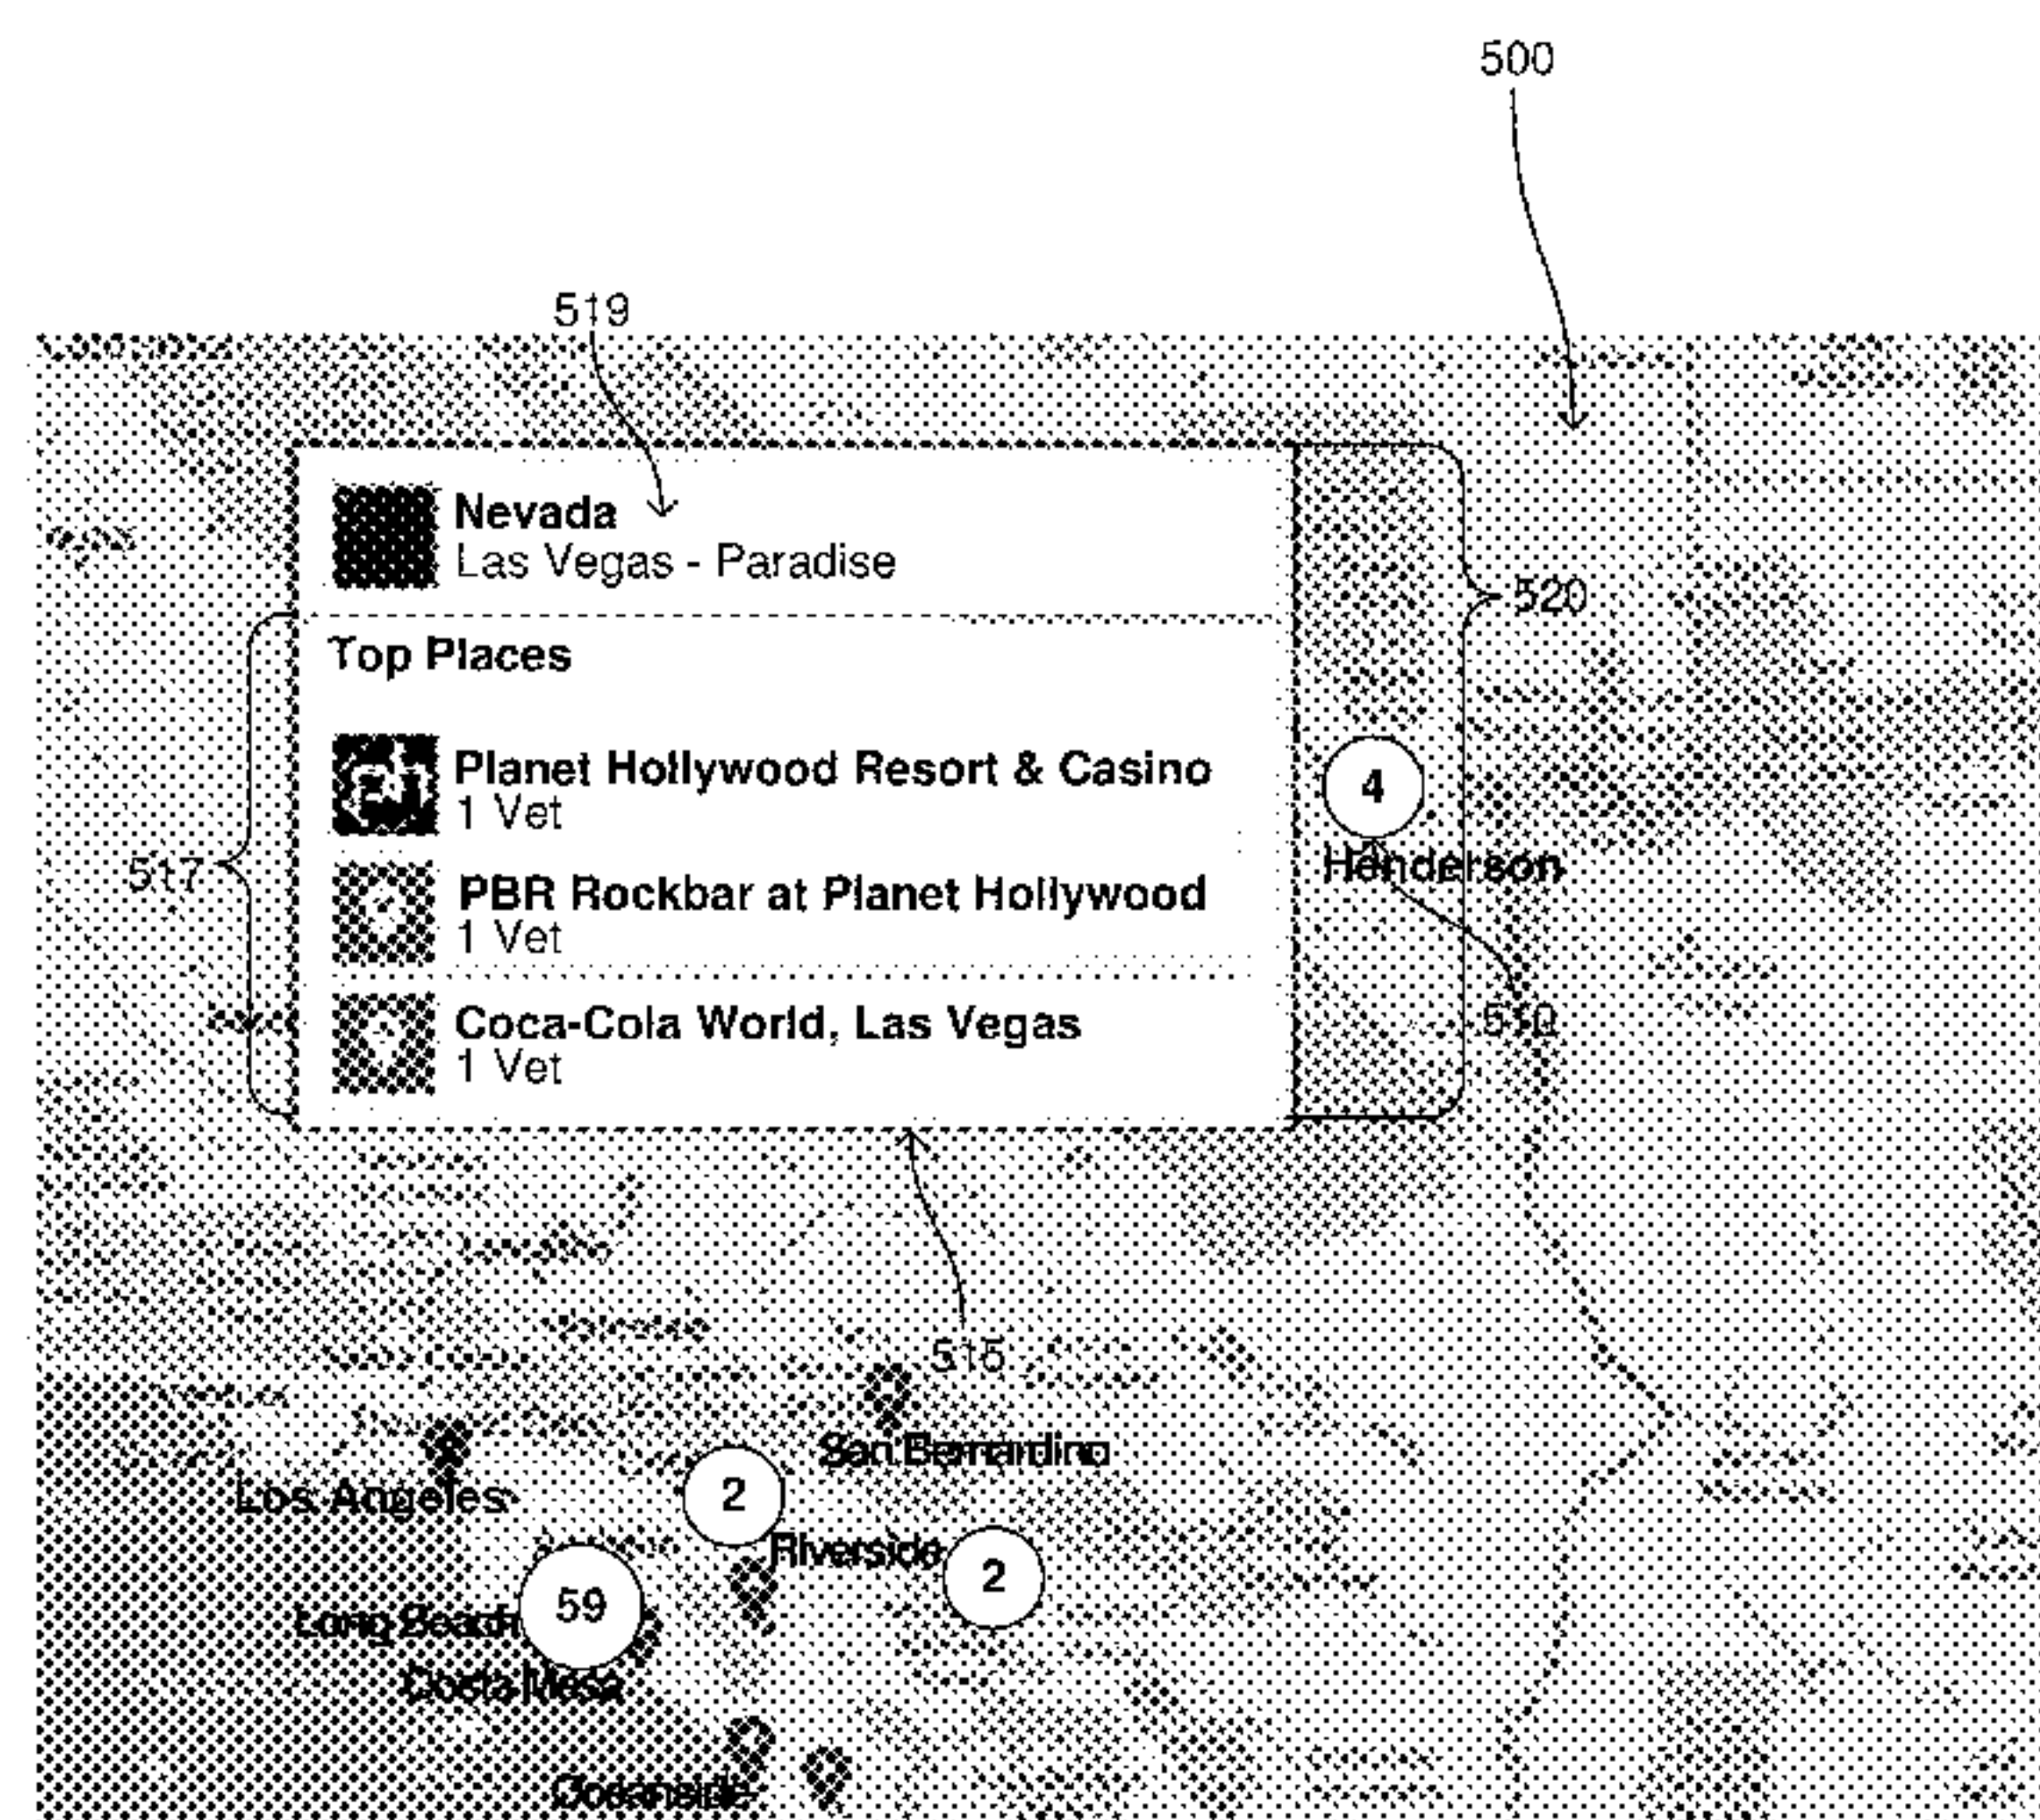 500
519
Nevada
Las Vegas - Paradise
520
Top Places
Planet Hollywood Resort & Casino
1 Vet
4
517
Henderson
PBR Rockbar at Planet Hollywood
1 Vet
510
Coca-Cola World, Las Vegas
1 Vet
515
San Bernardino
Los Angeles
2
Riverside
2
59
Long Beach
Costa Mesa
Oceanside